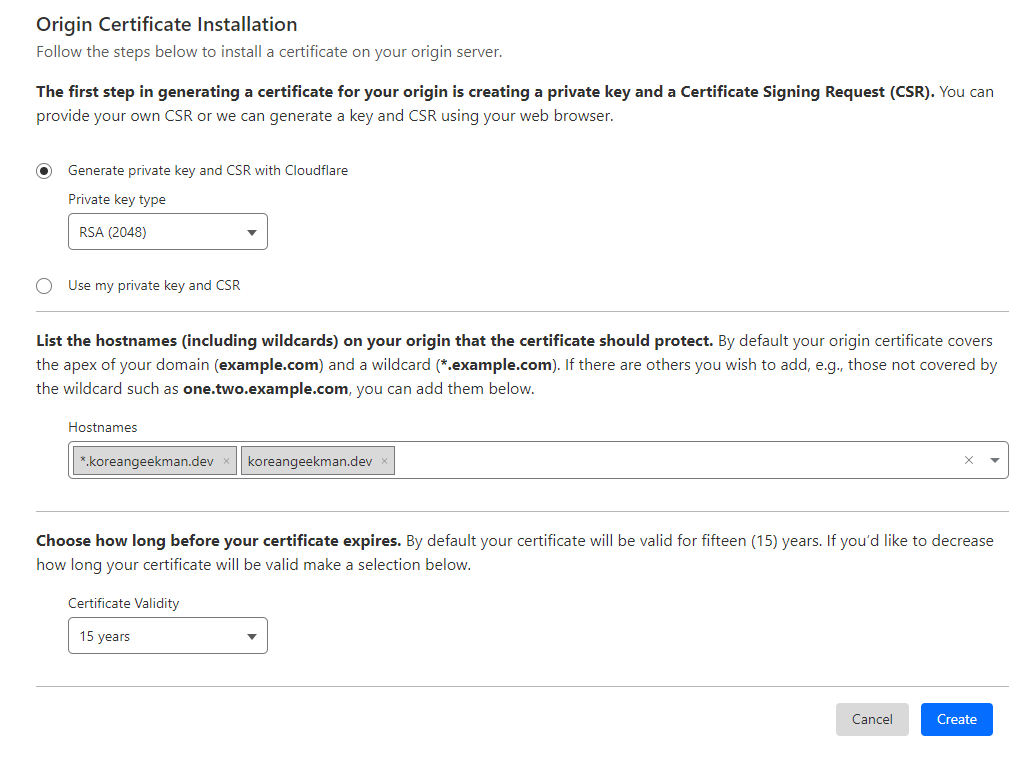 Origin Certificate Installation
Follow the steps below to install a certificate on your origin server.
The first step in generating a certificate for your origin is creating a private key and a Certificate Signing Request (CSR). You can
provide your own CSR or we can generate a key and CSR using your web browser.
Generate private key and CSR with Cloudflare
Private key type
RSA (2048)
Use my private key and CSR
List the hostnames (including wildcards) on your origin that the certificate should protect. By default your origin certificate covers
the apex of your domain (example.com) and a wildcard (*.example.com). If there are others you wish to add, e.g., those not covered by
the wildcard such as one.two.example.com, you can add them below.
Hostnames
*.koreangeekman.dev × koreangeekman.dev × ×
Choose how long before your certificate expires. By default your certificate will be valid for fifteen (15) years. If you'd like to decrease
how long your certificate will be valid make a selection below.
Certificate Validity
15 years
Cancel Create